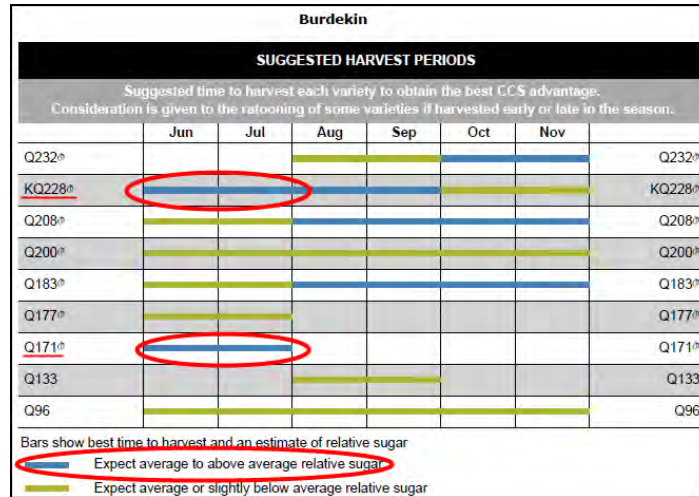 Burdekin
SUGGESTED HARVEST PERIODS
Suggested time to harvest each variety to obtain the best CCS advantage.
Consideration is given to the ratooning of some varieties if harvested early or late in the season.
Jun Jul Aug Sep Oct Nov
Q232 Q232
KQ228 KQ228
Q208 Q208
Q200 Q200
Q183 Q183
Q177 Q177
Q171 Q171
Q133 Q133
Q96 Q96
Bars show best time to harvest and an estimate of relative sugar
Expect average to above average relative sugar
Expect average or slightly below average relative sugar